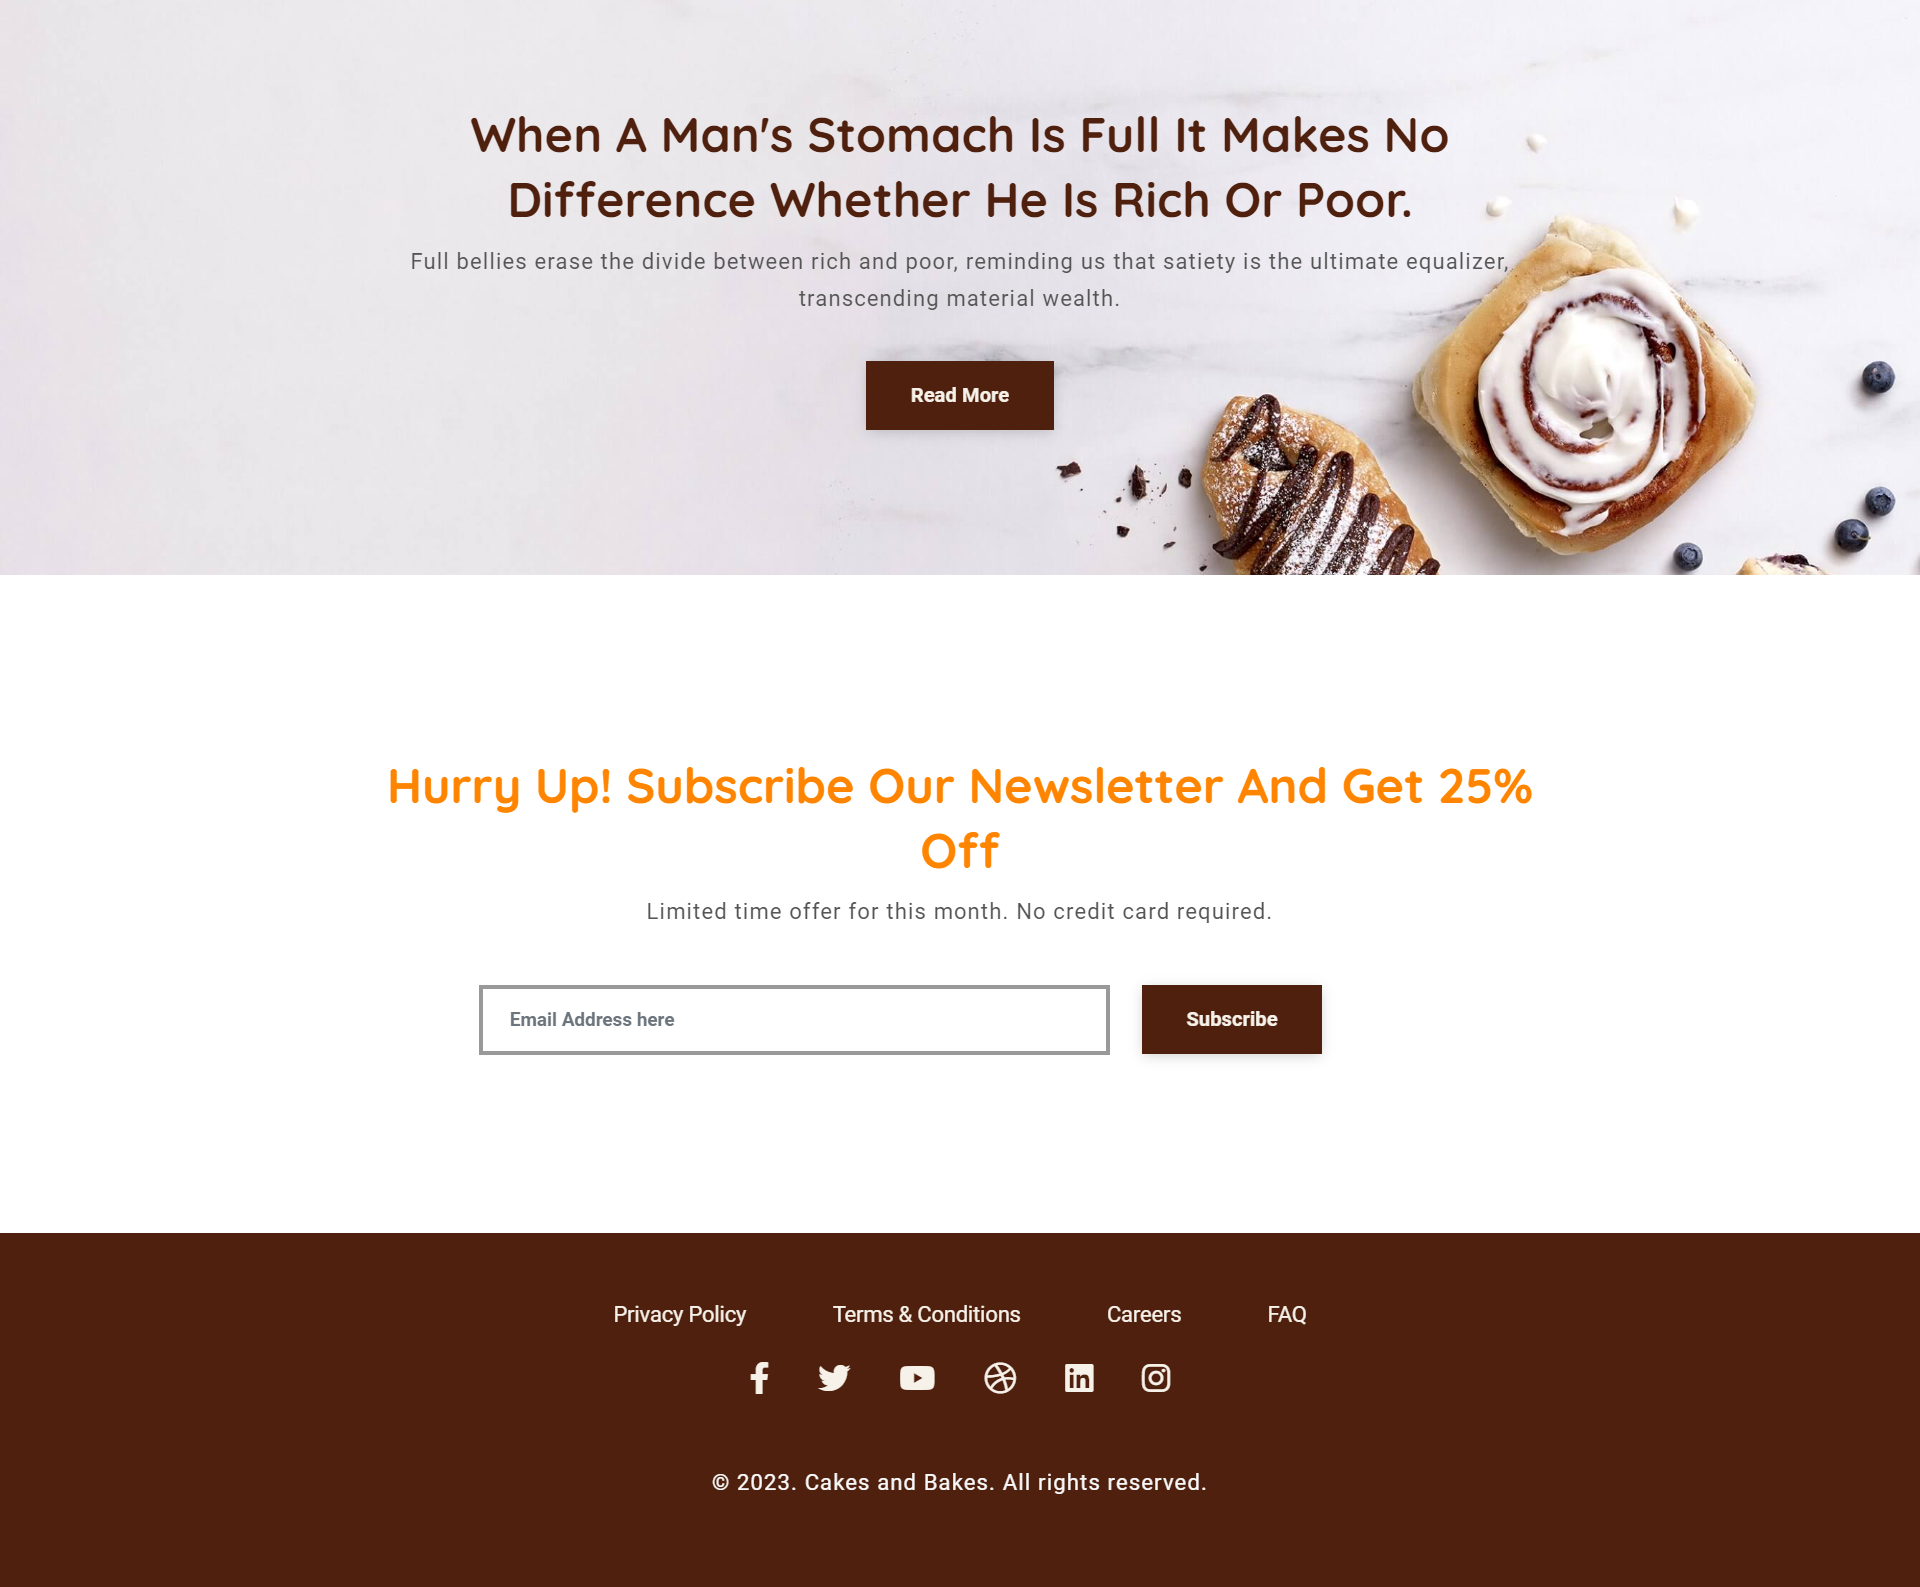 When A Man's Stomach Is Full It Makes No
Difference Whether He Is Rich Or Poor.
Full bellies erase the divide between rich and poor, reminding us that satiety is the ultimate equalizer,
transcending material wealth.
Read More
Hurry Up! Subscribe Our Newsletter And Get 25%
Off
Limited time offer for this month. No credit card required.
Email Address here
Subscribe
Privacy Policy
Terms & Conditions
Careers
FAQ
© 2023. Cakes and Bakes. All rights reserved.